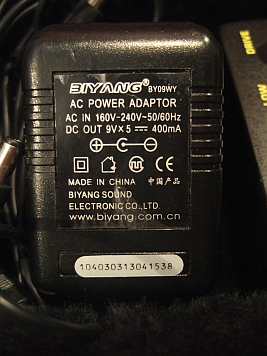 BIYANG® BY09WY
AC POWER ADAPTOR
AC IN 160V-240V~50/60Hz
DC OUT 9V×5 ⎓ 400mA
MADE IN CHINA 中国产品
BIYANG SOUND
ELECTRONIC CO.,LTD.
www.biyang.com.cn
104030313041538
DRIVE